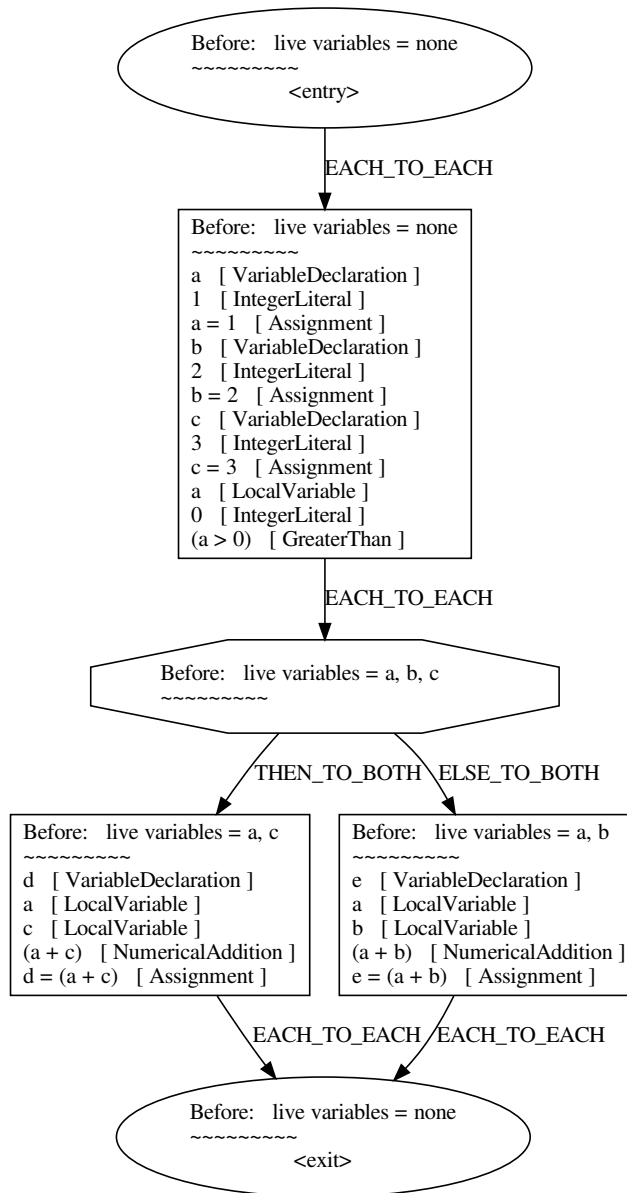 Before:   live variables = none
~~~~~~~~~
<entry>
EACH_TO_EACH
Before:   live variables = none
~~~~~~~~~
a   [ VariableDeclaration ]
1   [ IntegerLiteral ]
a = 1   [ Assignment ]
b   [ VariableDeclaration ]
2   [ IntegerLiteral ]
b = 2   [ Assignment ]
c   [ VariableDeclaration ]
3   [ IntegerLiteral ]
c = 3   [ Assignment ]
a   [ LocalVariable ]
0   [ IntegerLiteral ]
(a > 0)   [ GreaterThan ]
EACH_TO_EACH
Before:   live variables = a, b, c
~~~~~~~~~
THEN_TO_BOTH
ELSE_TO_BOTH
Before:   live variables = a, c
~~~~~~~~~
d   [ VariableDeclaration ]
a   [ LocalVariable ]
c   [ LocalVariable ]
(a + c)   [ NumericalAddition ]
d = (a + c)   [ Assignment ]
Before:   live variables = a, b
~~~~~~~~~
e   [ VariableDeclaration ]
a   [ LocalVariable ]
b   [ LocalVariable ]
(a + b)   [ NumericalAddition ]
e = (a + b)   [ Assignment ]
EACH_TO_EACH
EACH_TO_EACH
Before:   live variables = none
~~~~~~~~~
<exit>